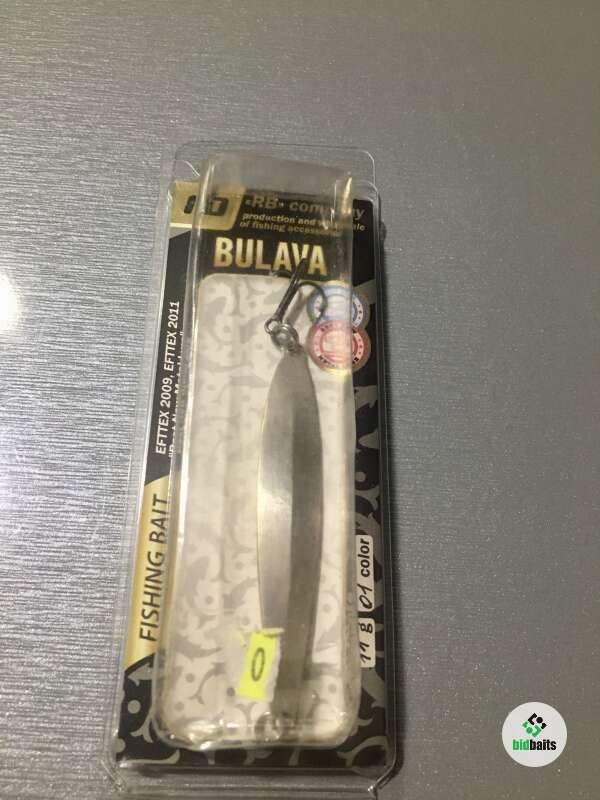 «RB» company
production and wholesale
of fishing accessories
BULAVA
EFTTEX 2009, EFTTEX 2011
FISHING BAIT
11 g 01 color
0
bidbaits